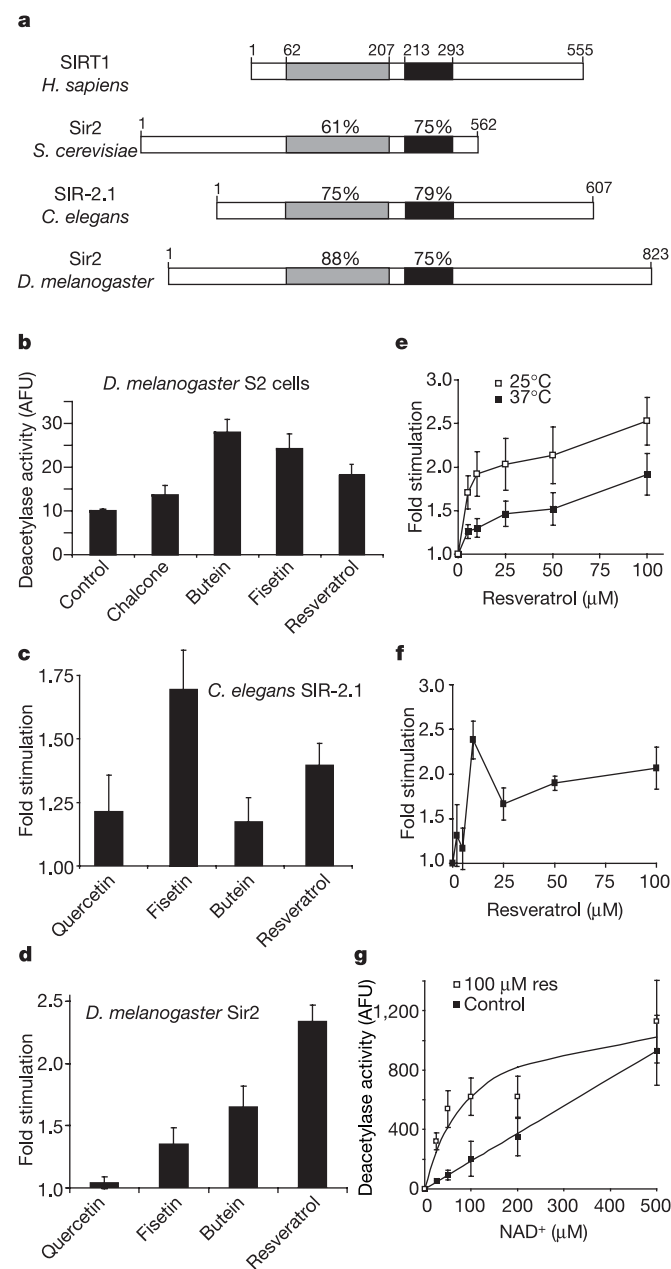 a
1 62 207 213 293 555
SIRT1
H. sapiens
1 61% 75% 562
Sir2
S. cerevisiae
1 75% 79% 607
SIR-2.1
C. elegans
1 88% 75% 823
Sir2
D. melanogaster
b
D. melanogaster S2 cells
Deacetylase activity (AFU)
30
20
10
0
Control
Chalcone
Butein
Fisetin
Resveratrol
e
25°C
37°C
Fold stimulation
3.0
2.5
2.0
1.5
1.0
0 25 50 75 100
Resveratrol (μM)
c
C. elegans SIR-2.1
Fold stimulation
1.75
1.50
1.25
1.00
Quercetin
Fisetin
Butein
Resveratrol
f
Fold stimulation
3.0
2.5
2.0
1.5
1.0
0 25 50 75 100
Resveratrol (μM)
d
D. melanogaster Sir2
Fold stimulation
2.5
2.0
1.5
1.0
Quercetin
Fisetin
Butein
Resveratrol
g
100 μM res
Control
Deacetylase activity (AFU)
1,200
800
400
0
0 100 200 300 400 500
NAD+ (μM)